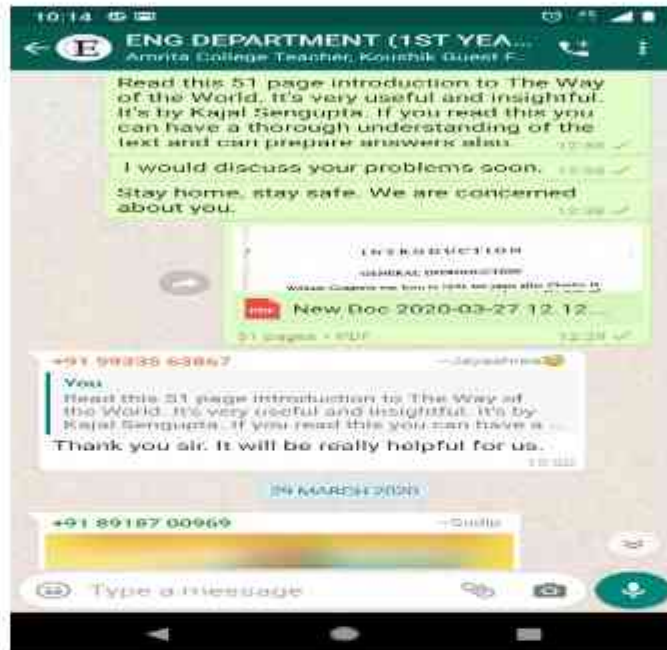 10:14
E ENG DEPARTMENT (1ST YEA...
Amrita College Teacher, Koushik Guest F...
Read this 51 page introduction to The Way
of the World. It's very useful and insightful.
It's by Kajal Sengupta. If you read this you
can have a thorough understanding of the
text and can prepare answers also.
I would discuss your problems soon.
Stay home, stay safe. We are concerned
about you.
INTRODUCTION
GENERAL INTRODUCTION
PDF New Doc 2020-03-27 12.12...
51 pages • PDF
You
Read this 51 page introduction to The Way of
the World. It's very useful and insightful. It's by
Kajal Sengupta. If you read this you can have a ...
Thank you sir. It will be really helpful for us.
29 MARCH 2020
+91 89187 00969 ~Sudip
Type a message